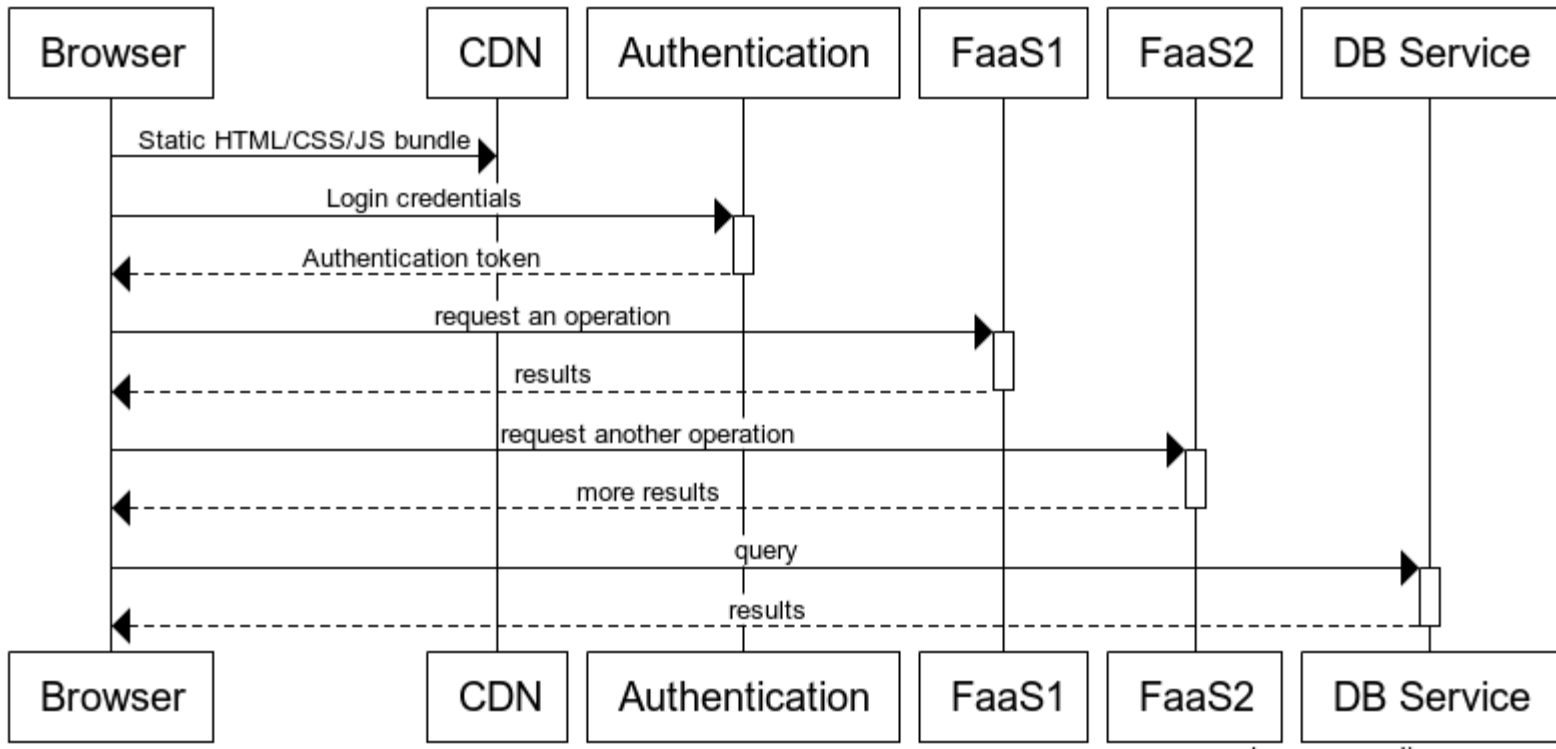 Browser CDN Authentication FaaS1 FaaS2 DB Service
Static HTML/CSS/JS bundle
Login credentials
Authentication token
request an operation
results
request another operation
more results
query
results
Browser CDN Authentication FaaS1 FaaS2 DB Service